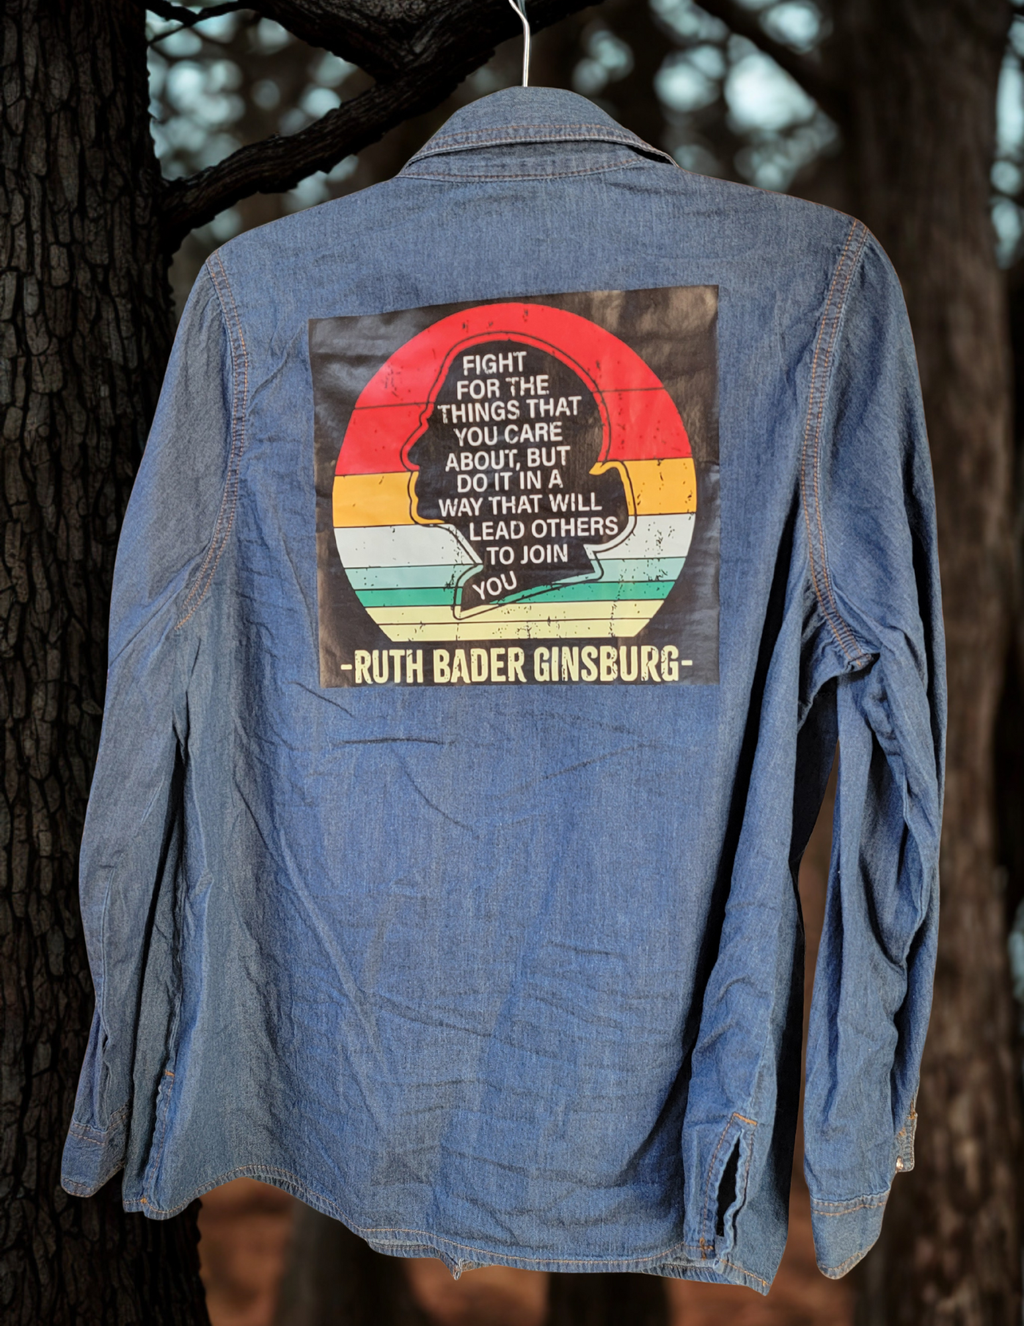 FIGHT
FOR THE
THINGS THAT
YOU CARE
ABOUT, BUT
DO IT IN A
WAY THAT WILL
LEAD OTHERS
TO JOIN
YOU
-RUTH BADER GINSBURG-